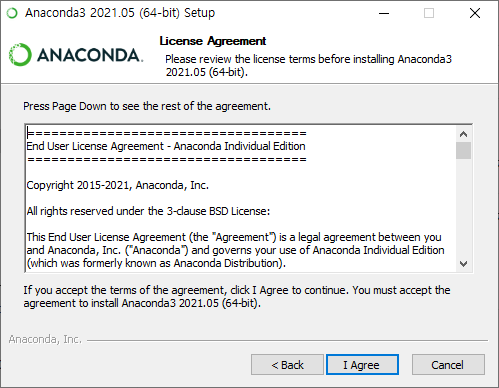 Anaconda3 2021.05 (64-bit) Setup
ANACONDA.
License Agreement
Please review the license terms before installing Anaconda3
2021.05 (64-bit).
Press Page Down to see the rest of the agreement.
===================================
End User License Agreement - Anaconda Individual Edition
===================================
Copyright 2015-2021, Anaconda, Inc.
All rights reserved under the 3-clause BSD License:
This End User License Agreement (the "Agreement") is a legal agreement between you
and Anaconda, Inc. ("Anaconda") and governs your use of Anaconda Individual Edition
(which was formerly known as Anaconda Distribution).
If you accept the terms of the agreement, click I Agree to continue. You must accept the
agreement to install Anaconda3 2021.05 (64-bit).
Anaconda, Inc.
< Back
I Agree
Cancel